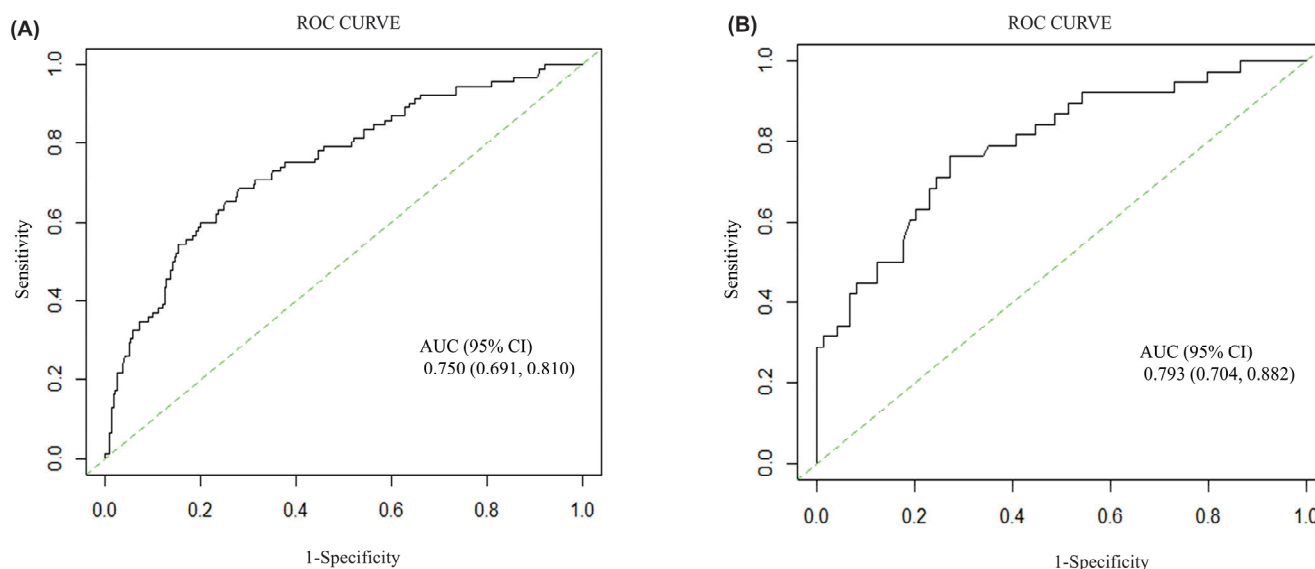 (A)
ROC CURVE
1.0
0.8
0.6
0.4
0.2
0.0
Sensitivity
AUC (95% CI)
0.750 (0.691, 0.810)
0.0 0.2 0.4 0.6 0.8 1.0
1-Specificity
(B)
ROC CURVE
1.0
0.8
0.6
0.4
0.2
0.0
Sensitivity
AUC (95% CI)
0.793 (0.704, 0.882)
0.0 0.2 0.4 0.6 0.8 1.0
1-Specificity